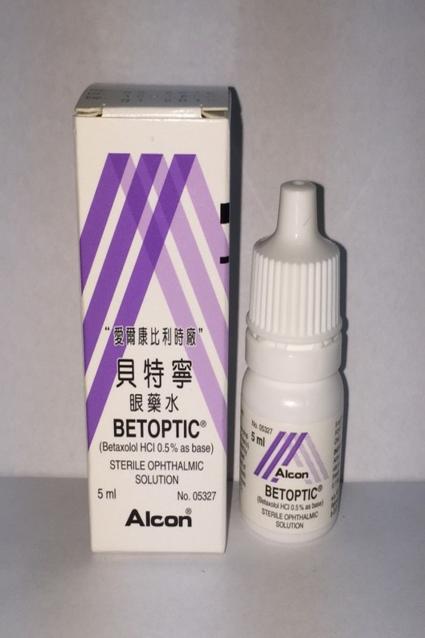 “愛爾康比利時廠”
貝特寧
眼藥水
BETOPTIC®
(Betaxolol HCl 0.5% as base)
STERILE OPHTHALMIC
SOLUTION
5 ml No. 05327
Alcon®
No. 05327
5 ml
Alcon
BETOPTIC®
(Betaxolol HCl 0.5% as base)
STERILE OPHTHALMIC
SOLUTION